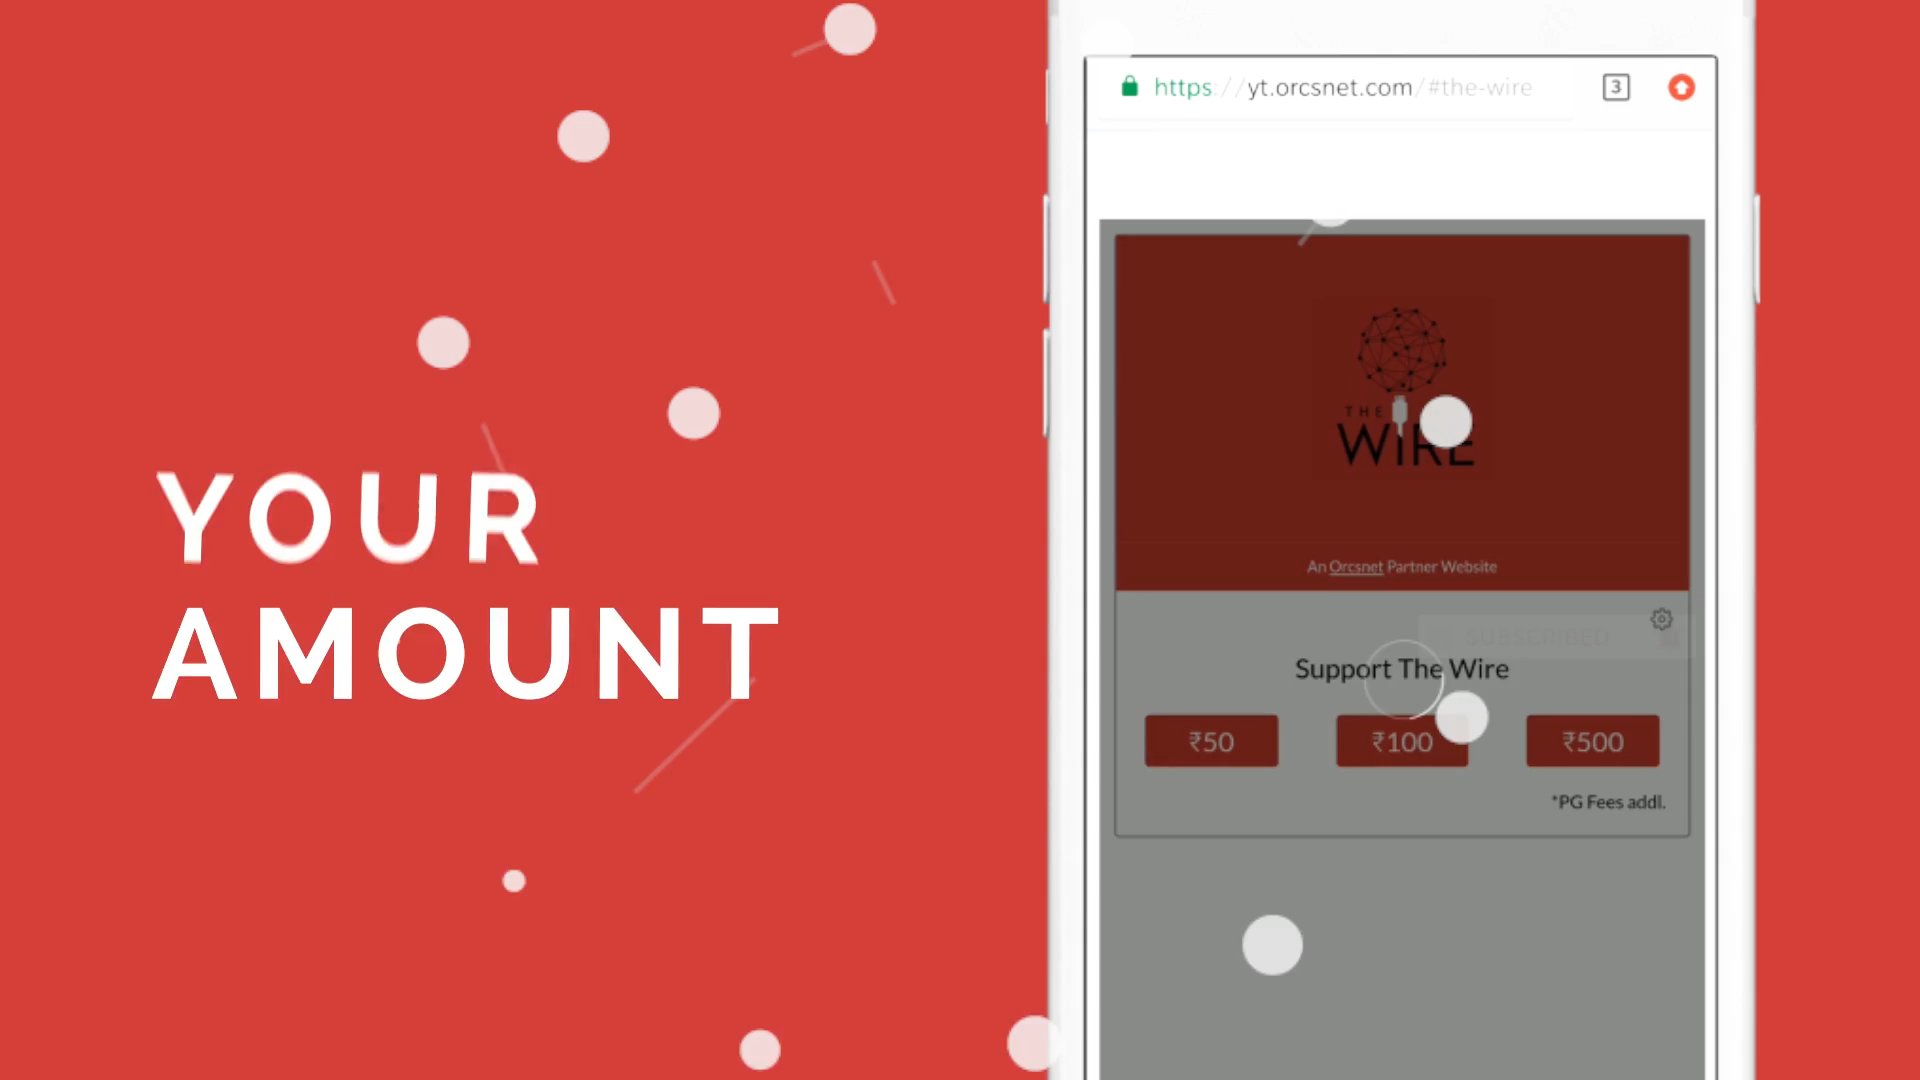 YOUR
AMOUNT
https://yt.orcsnet.com/#the-wire
3
THE
WIRE
An Orcsnet Partner Website
SUBSCRIBED
Support The Wire
₹50
₹100
₹500
*PG Fees addl.